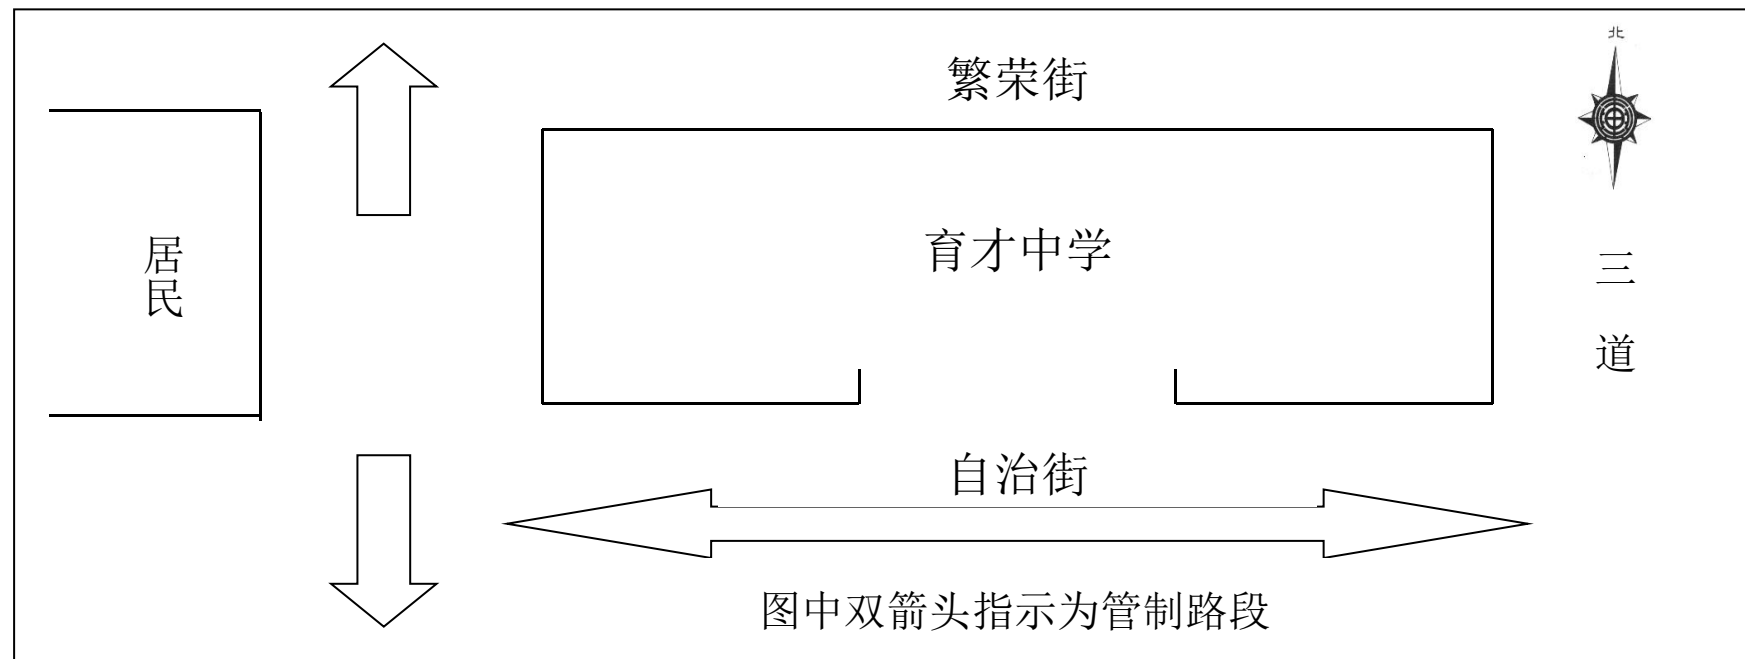 北
繁荣街
育才中学
居
民
三
道
自治街
图中双箭头指示为管制路段